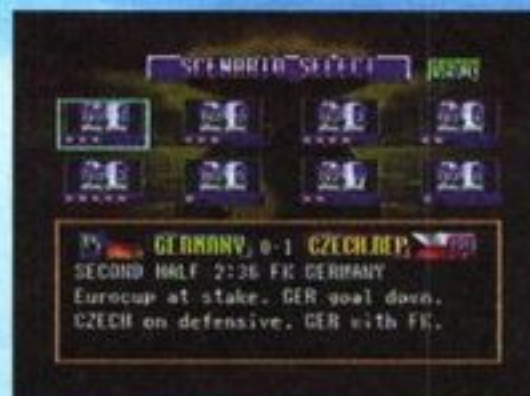 SCENARIO SELECT
GERMANY 0-1 CZECH.REP.
SECOND HALF 2:36 FK GERMANY
Eurocup at stake. GER goal down.
CZECH on defensive. GER with FK.